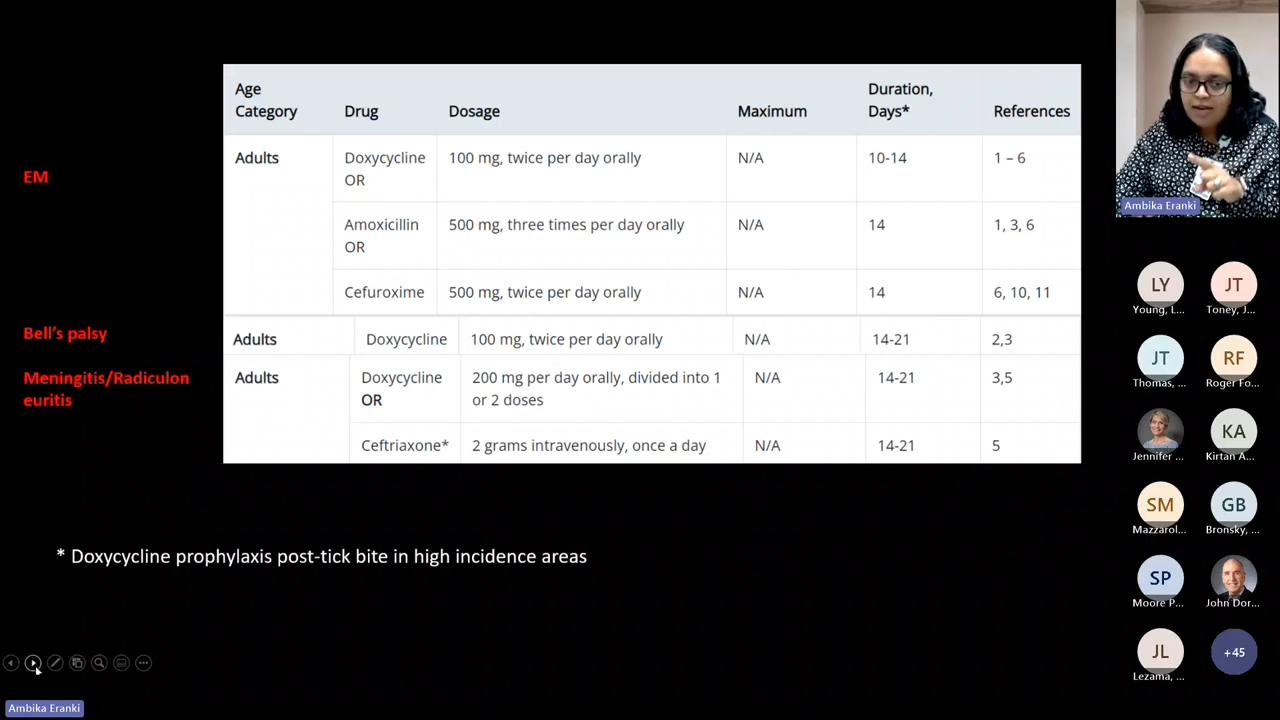 Age
Category
Drug
Dosage
Maximum
Duration,
Days*
References
EM
Adults
Doxycycline
OR
100 mg, twice per day orally
N/A
10-14
1 – 6
Amoxicillin
OR
500 mg, three times per day orally
N/A
14
1, 3, 6
Cefuroxime
500 mg, twice per day orally
N/A
14
6, 10, 11
Bell's palsy
Adults
Doxycycline
100 mg, twice per day orally
N/A
14-21
2,3
Meningitis/Radiculon
euritis
Adults
Doxycycline
OR
200 mg per day orally, divided into 1
or 2 doses
N/A
14-21
3,5
Ceftriaxone*
2 grams intravenously, once a day
N/A
14-21
5
* Doxycycline prophylaxis post-tick bite in high incidence areas
Ambika Eranki
Ambika Eranki
LY
Young, L...
JT
Toney, J...
JT
Thomas, ...
RF
Roger Fo...
Jennifer ...
KA
Kirtan A...
SM
Mazzarol...
GB
Bronsky, ...
SP
Moore P...
John Dor...
JL
Lezama, ...
+45